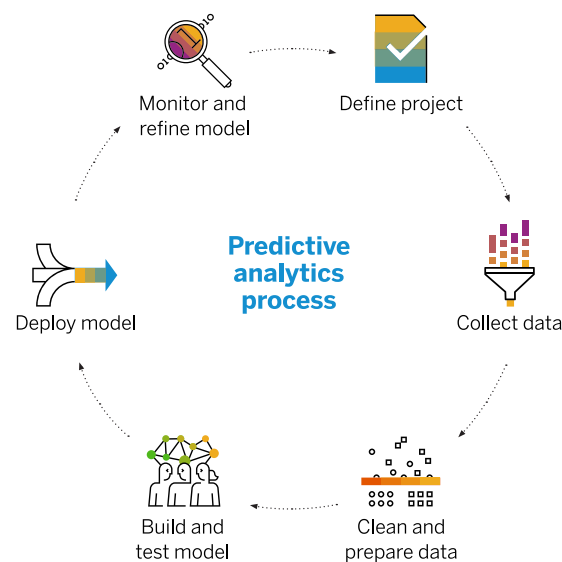 Predictive
analytics
process
Define project
Collect data
Clean and
prepare data
Build and
test model
Deploy model
Monitor and
refine model